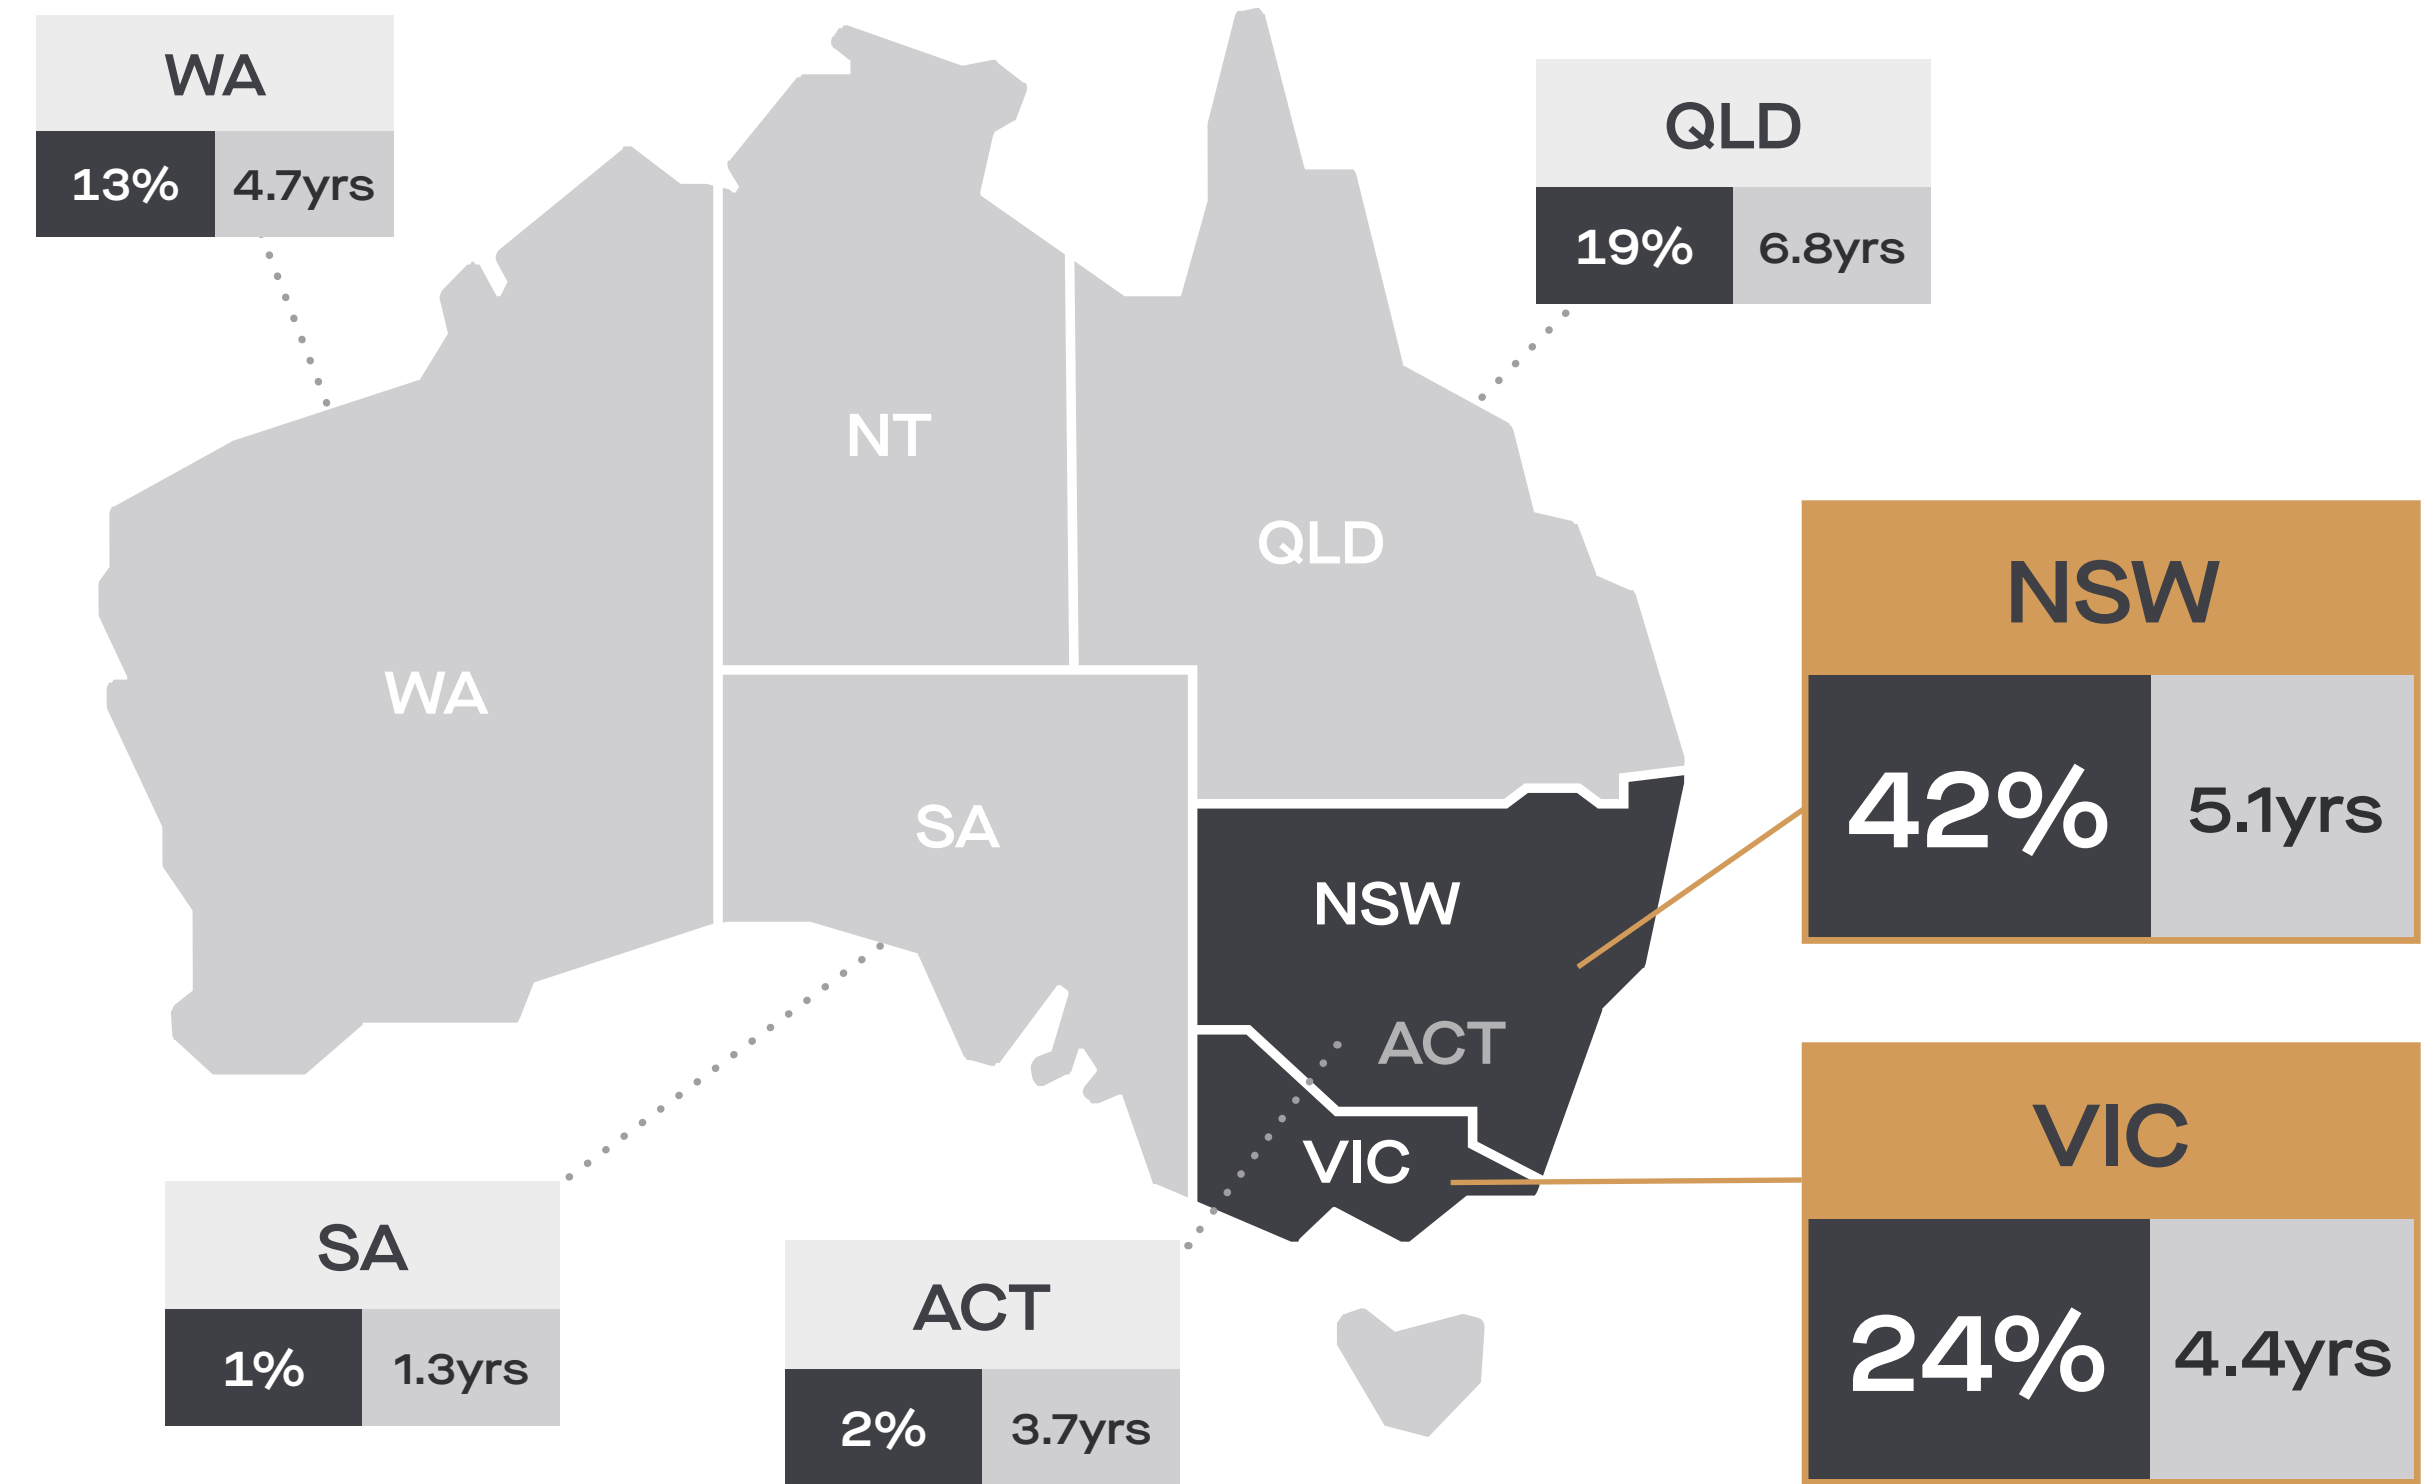 WA
13% 4.7yrs
QLD
19% 6.8yrs
NT
QLD
WA
SA
NSW
ACT
VIC
NSW
42% 5.1yrs
VIC
24% 4.4yrs
SA
1% 1.3yrs
ACT
2% 3.7yrs